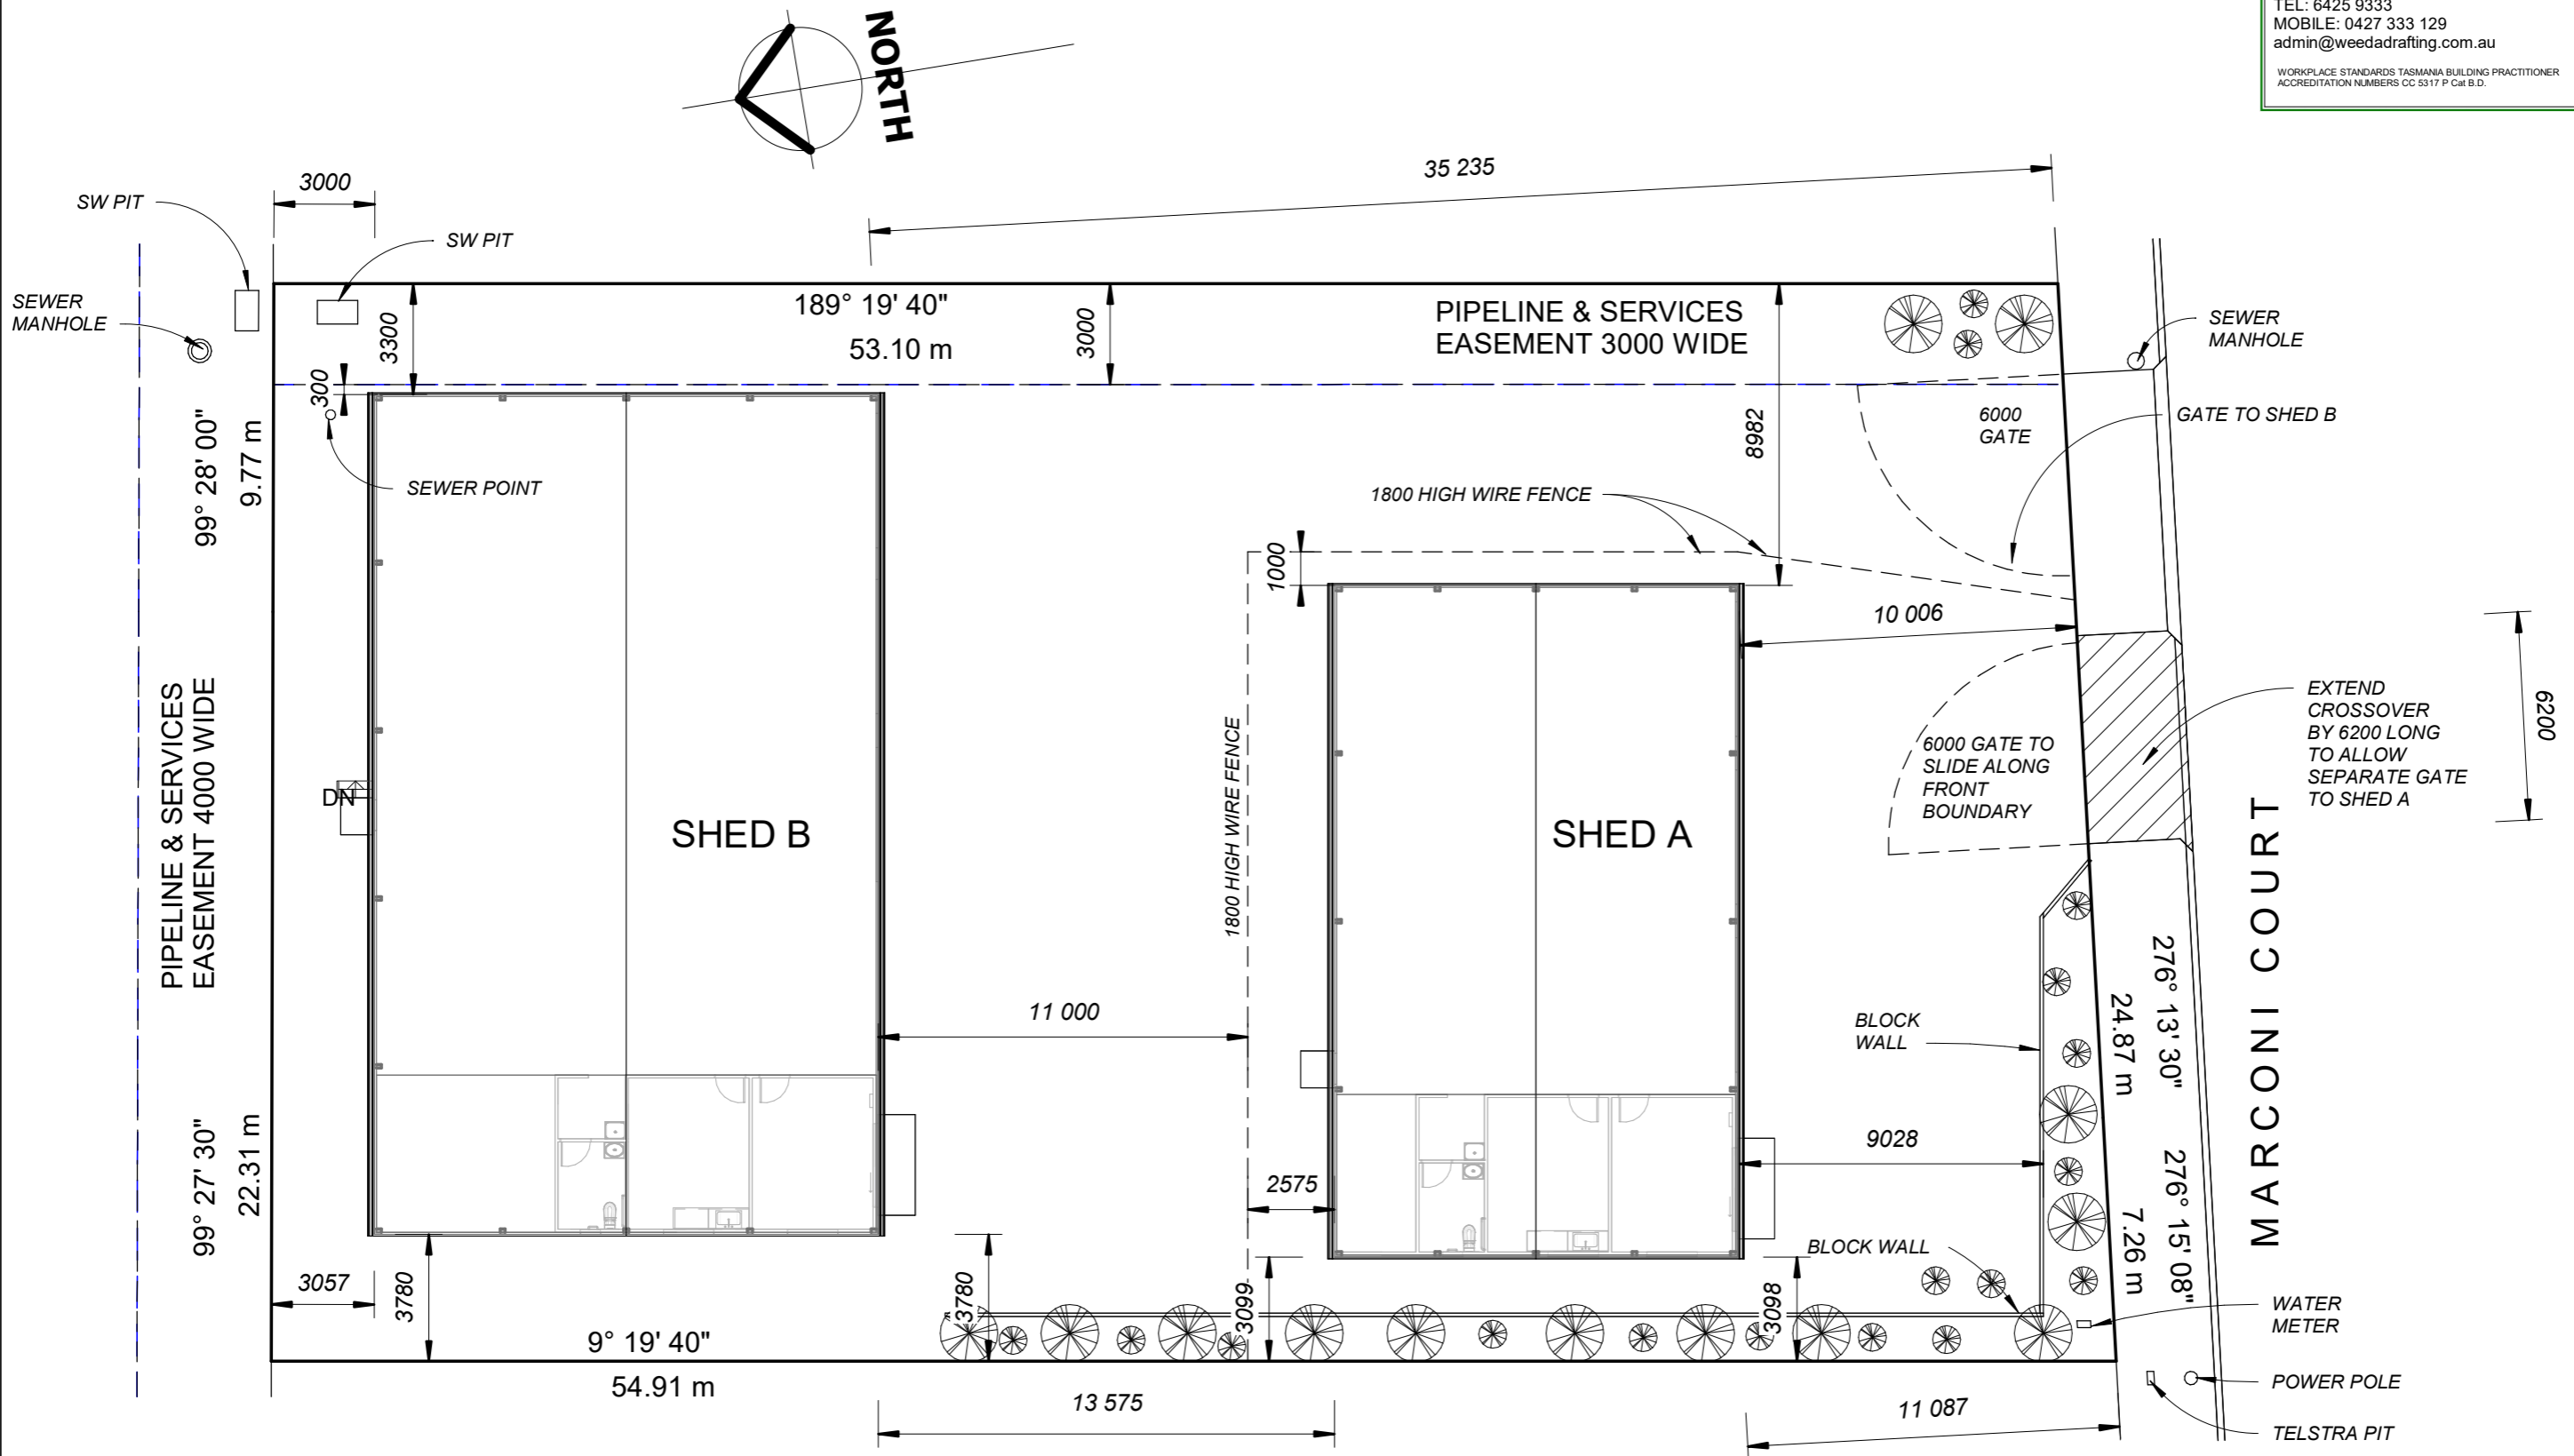 TEL: 6425 9333
MOBILE: 0427 333 129
admin@weedadrafting.com.au
WORKPLACE STANDARDS TASMANIA BUILDING PRACTITIONER
ACCREDITATION NUMBERS CC 5317 P Cat B.D.
NORTH
35 235
3000
SW PIT
SW PIT
SEWER
MANHOLE
3300
189° 19' 40"
53.10 m
3000
PIPELINE & SERVICES
EASEMENT 3000 WIDE
8982
SEWER
MANHOLE
300
6000
GATE
GATE TO SHED B
99° 28' 00"
9.77 m
SEWER POINT
1800 HIGH WIRE FENCE
1000
10 006
6200
EXTEND
CROSSOVER
BY 6200 LONG
TO ALLOW
SEPARATE GATE
TO SHED A
6000 GATE TO
SLIDE ALONG
FRONT
BOUNDARY
PIPELINE & SERVICES
EASEMENT 4000 WIDE
DN
SHED B
1800 HIGH WIRE FENCE
SHED A
MARCONI COURT
11 000
BLOCK
WALL
276° 13' 30"
24.87 m
9028
99° 27' 30"
22.31 m
2575
276° 15' 08"
7.26 m
BLOCK WALL
3057
3780
3780
3099
3098
WATER
METER
9° 19' 40"
54.91 m
13 575
11 087
POWER POLE
TELSTRA PIT